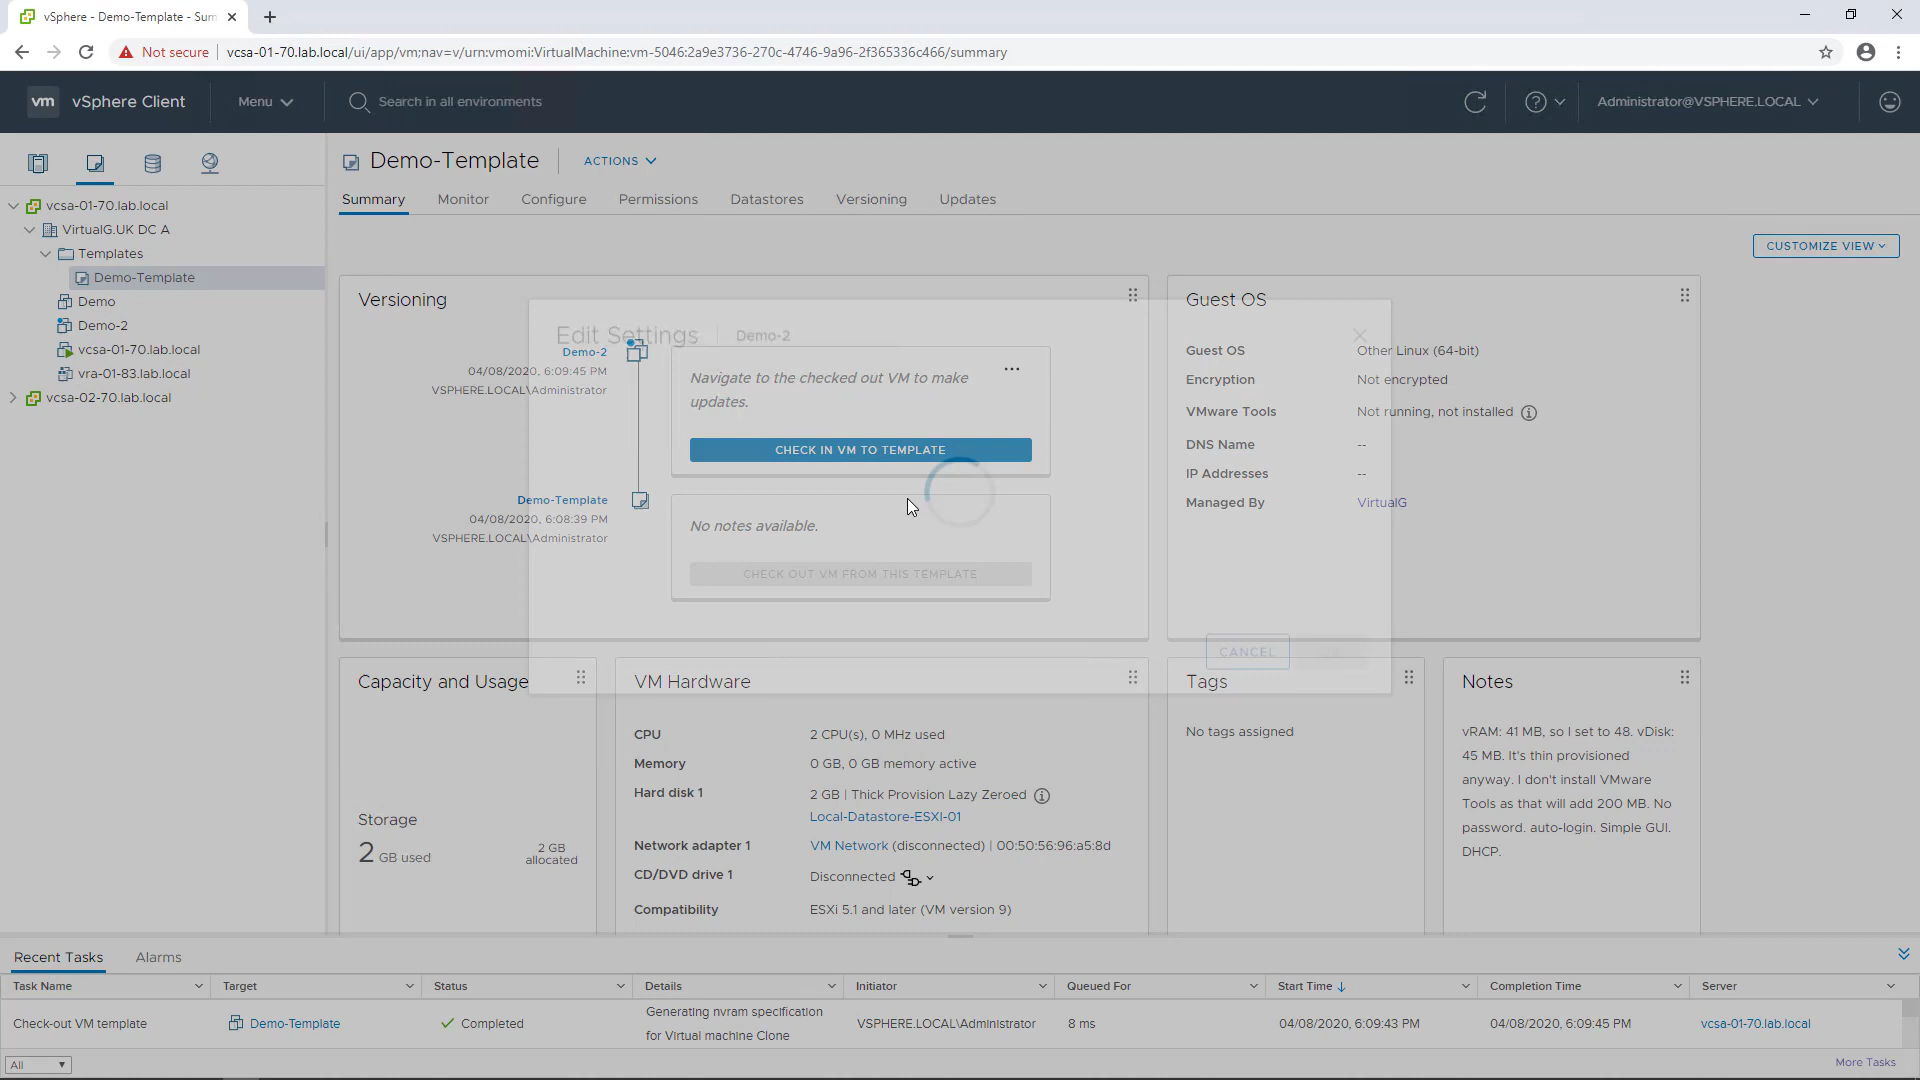 vSphere - Demo-Template - Sum
Not secure
vcsa-01-70.lab.local/ui/app/vm;nav=v/urn:vmomi:VirtualMachine:vm-5046:2a9e3736-270c-4746-9a96-2f365336c466/summary
vm
vSphere Client
Menu
Search in all environments
Administrator@VSPHERE.LOCAL
vcsa-01-70.lab.local
VirtualG.UK DC A
Templates
Demo-Template
Demo
Demo-2
vcsa-01-70.lab.local
vra-01-83.lab.local
vcsa-02-70.lab.local
Demo-Template
ACTIONS
Summary
Monitor
Configure
Permissions
Datastores
Versioning
Updates
CUSTOMIZE VIEW
Versioning
Edit Settings
Demo-2
Demo-2
04/08/2020, 6:09:45 PM
VSPHERE.LOCAL\Administrator
Navigate to the checked out VM to make
updates.
CHECK IN VM TO TEMPLATE
Demo-Template
04/08/2020, 6:08:39 PM
VSPHERE.LOCAL\Administrator
No notes available.
CHECK OUT VM FROM THIS TEMPLATE
CANCEL
Guest OS
Guest OS
Other Linux (64-bit)
Encryption
Not encrypted
VMware Tools
Not running, not installed
DNS Name
--
IP Addresses
--
Managed By
VirtualG
Capacity and Usage
Storage
2 GB used
2 GB
allocated
VM Hardware
CPU
2 CPU(s), 0 MHz used
Memory
0 GB, 0 GB memory active
Hard disk 1
2 GB | Thick Provision Lazy Zeroed
Local-Datastore-ESXI-01
Network adapter 1
VM Network (disconnected) | 00:50:56:96:a5:8d
CD/DVD drive 1
Disconnected
Compatibility
ESXi 5.1 and later (VM version 9)
Tags
No tags assigned
Notes
vRAM: 41 MB, so I set to 48. vDisk:
45 MB. It's thin provisioned
anyway. I don't install VMware
Tools as that will add 200 MB. No
password. auto-login. Simple GUI.
DHCP.
Recent Tasks
Alarms
Task Name
Target
Status
Details
Initiator
Queued For
Start Time
Completion Time
Server
Check-out VM template
Demo-Template
Completed
Generating nvram specification
for Virtual machine Clone
VSPHERE.LOCAL\Administrator
8 ms
04/08/2020, 6:09:43 PM
04/08/2020, 6:09:45 PM
vcsa-01-70.lab.local
All
More Tasks